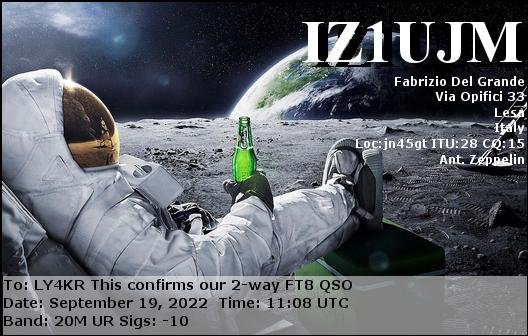 IZ1UJM
Fabrizio Del Grande
Via Opifici 33
Lesa
Italy
Loc:jn45gt ITU:28 CQ:15
Ant. Zeppelin
To: LY4KR This confirms our 2-way FT8 QSO
Date: September 19, 2022 Time: 11:08 UTC
Band: 20M UR Sigs: -10